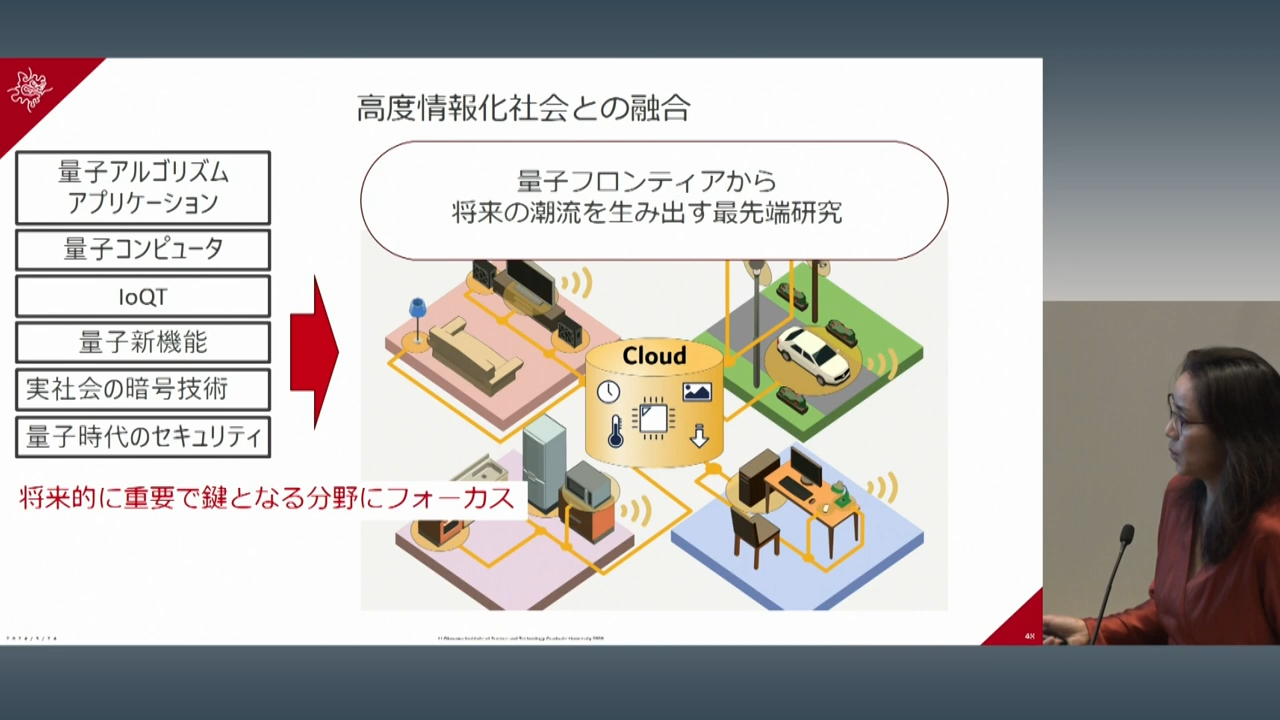 高度情報化社会との融合
量子フロンティアから
将来の潮流を生み出す最先端研究
量子アルゴリズム
アプリケーション
量子コンピュータ
IoQT
量子新機能
実社会の暗号技術
量子時代のセキュリティ
将来的に重要で鍵となる分野にフォーカス
Cloud